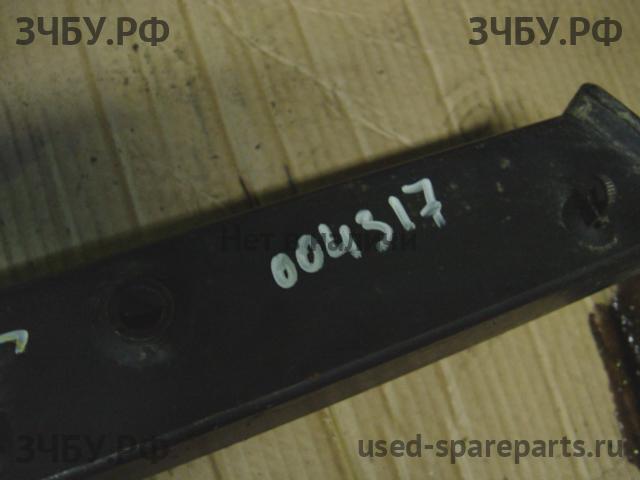 ЗЧБУ.РФ ЗЧБУ.РФ
004317
Нет в наличии
ЗЧБУ.РФ used-spareparts.ru